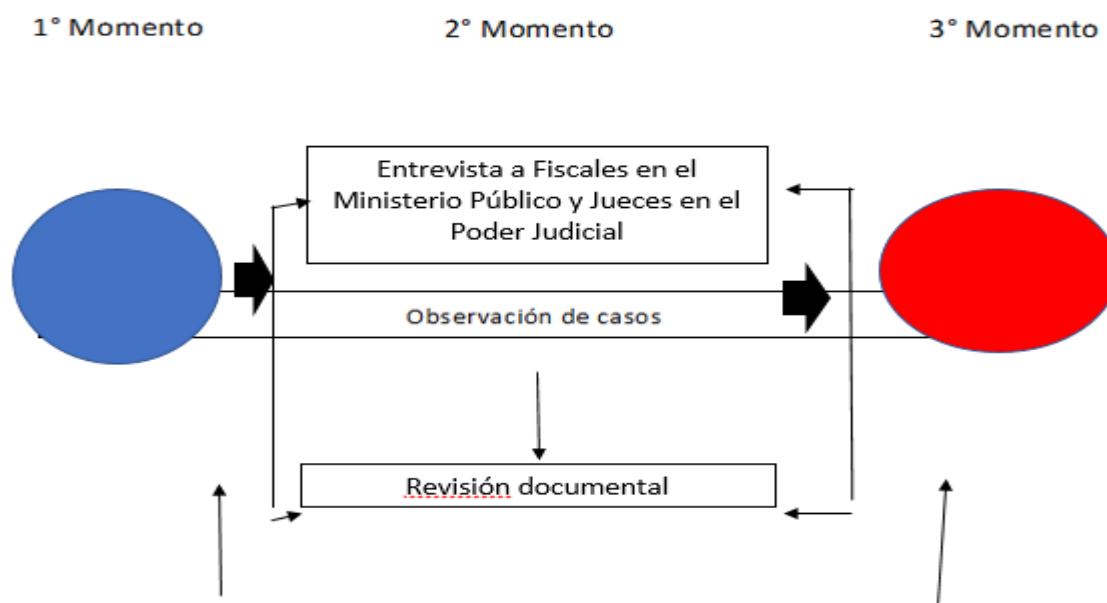 1° Momento
2° Momento
3° Momento
Entrevista a Fiscales en el
Ministerio Público y Jueces en el
Poder Judicial
Observación de casos
Revisión documental